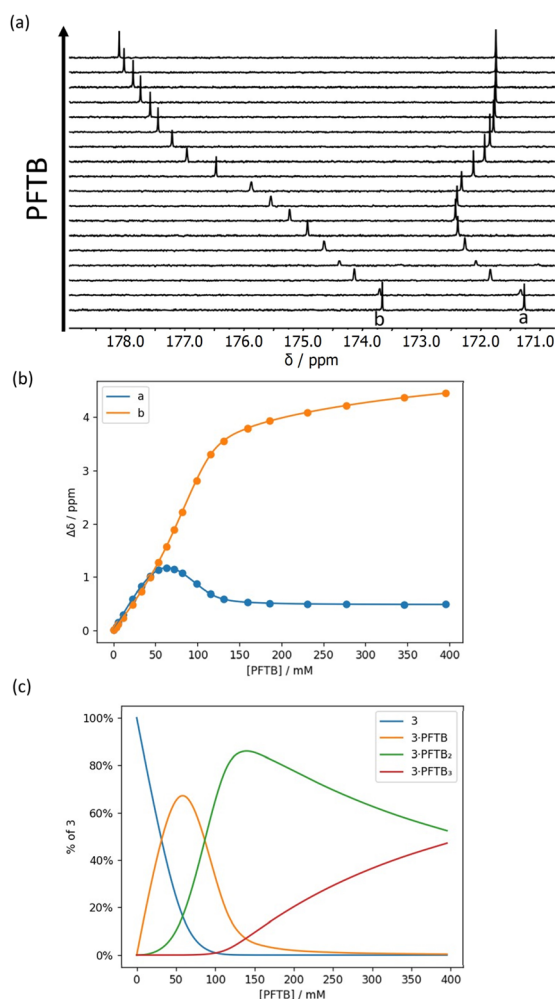 (a)
PFTB
b
a
178.0 177.0 176.0 175.0 174.0 173.0 172.0 171.0
δ / ppm
(b)
a
b
4
3
2
1
0
Δδ / ppm
0 50 100 150 200 250 300 350 400
[PFTB] / mM
(c)
100%
80%
60%
40%
20%
0%
% of 3
3
3·PFTB
3·PFTB₂
3·PFTB₃
0 50 100 150 200 250 300 350 400
[PFTB] / mM